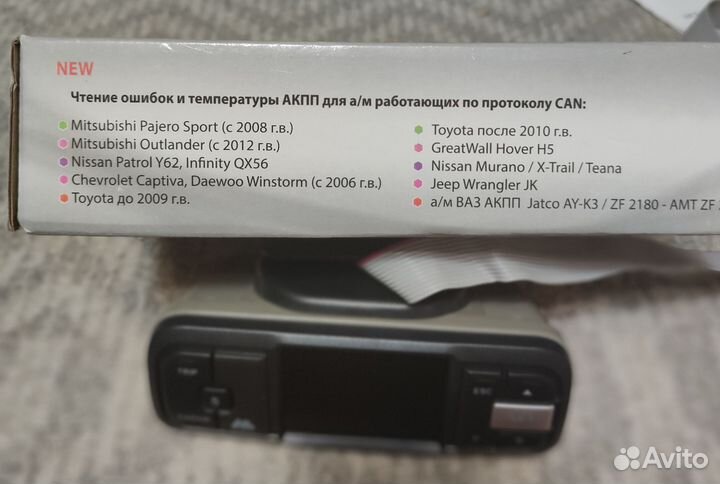 NEW
Чтение ошибок и температуры АКПП для а/м работающих по протоколу CAN:
Mitsubishi Pajero Sport (с 2008 г.в.)
Mitsubishi Outlander (с 2012 г.в.)
Nissan Patrol Y62, Infinity QX56
Chevrolet Captiva, Daewoo Winstorm (с 2006 г.в.)
Toyota до 2009 г.в.
Toyota после 2010 г.в.
GreatWall Hover H5
Nissan Murano / X-Trail / Teana
Jeep Wrangler JK
а/м ВАЗ АКПП Jatco AY-K3 / ZF 2180 - AMT ZF
TRIP
ESC
Avito